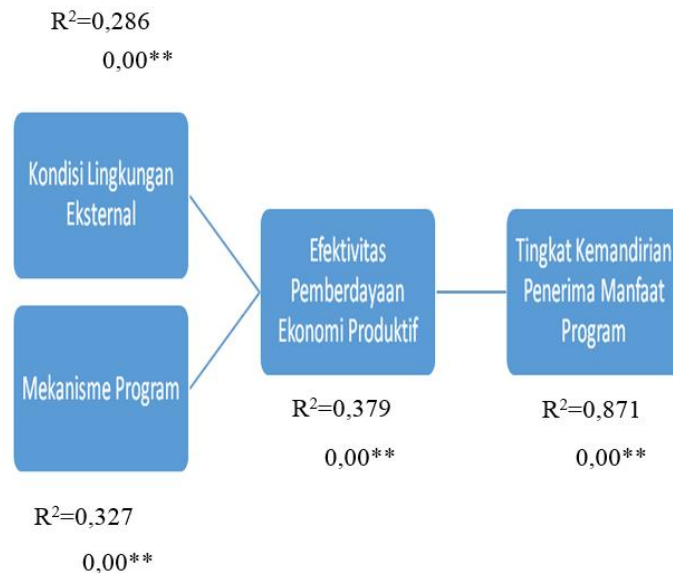 R²=0,286
0,00**
Kondisi Lingkungan
Eksternal
Mekanisme Program
R²=0,327
0,00**
Efektivitas
Pemberdayaan
Ekonomi Produktif
R²=0,379
0,00**
Tingkat Kemandirian
Penerima Manfaat
Program
R²=0,871
0,00**